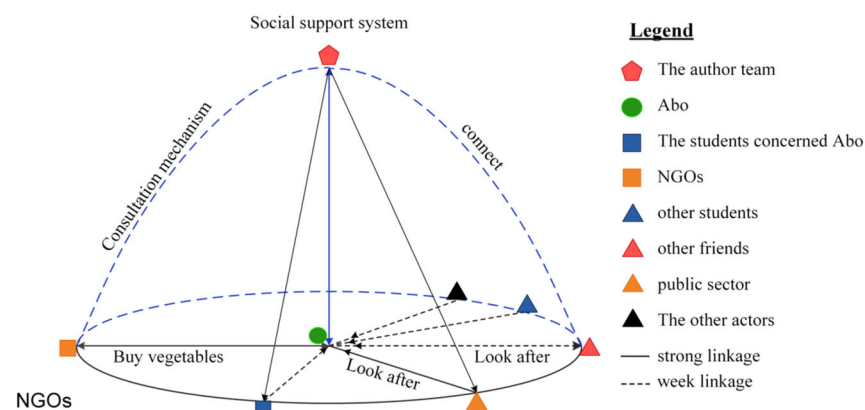 Social support system
Consultation mechanism
connect
Buy vegetables
Look after
Look after
NGOs
Legend
The author team
Abo
The students concerned Abo
NGOs
other students
other friends
public sector
The other actors
strong linkage
week linkage